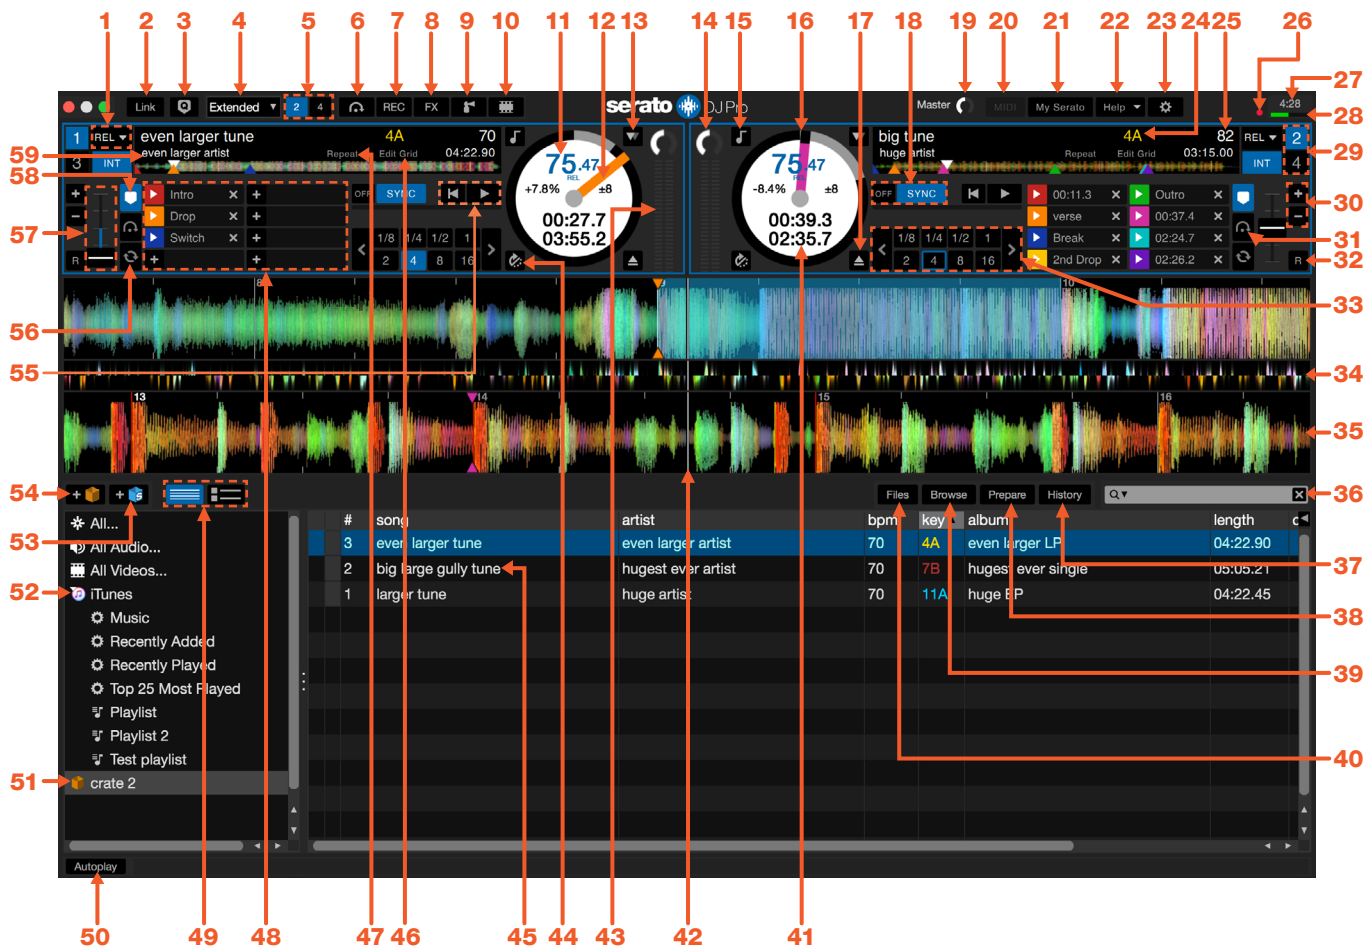 1 2 3 4 5 6 7 8 9 10 11 12 13 14 15 16 17 18 19 20 21 22 23 24 25 26
27
28
29
30
31
32
33
34
35
36
37
38
39
40
Link Extended 2 4 REC FX serato DJ Pro Master MIDI My Serato Help 4:28
1 REL even larger tune 4A 70
3 INT even larger artist Repeat Edit Grid 04:22.90
75.47
REL
+7.8% ±8
00:27.7
03:55.2
OFF SYNC
1/8 1/4 1/2 1
2 4 8 16
Intro
Drop
Switch
R
75.47
REL
-8.4% ±8
00:39.3
02:35.7
big tune 4A 82 REL 2
huge artist Repeat Edit Grid 03:15.00 INT 4
OFF SYNC
1/8 1/4 1/2 1
2 4 8 16
00:11.3 Outro
verse 00:37.4
Break 02:24.7
2nd Drop 02:26.2
R
8 9 10
13 14 15 16
Files Browse Prepare History
All...
All Audio...
All Videos...
iTunes
Music
Recently Added
Recently Played
Top 25 Most Played
Playlist
Playlist 2
Test playlist
crate 2
# song artist bpm key album length
3 even larger tune even larger artist 70 4A even larger LP 04:22.90
2 big large gully tune hugest ever artist 70 7B hugest ever single 05:05.21
1 larger tune huge artist 70 11A huge EP 04:22.45
Autoplay
59
58
57
56
55
54
53
52
51
50 49 48 47 46 45 44 43 42 41